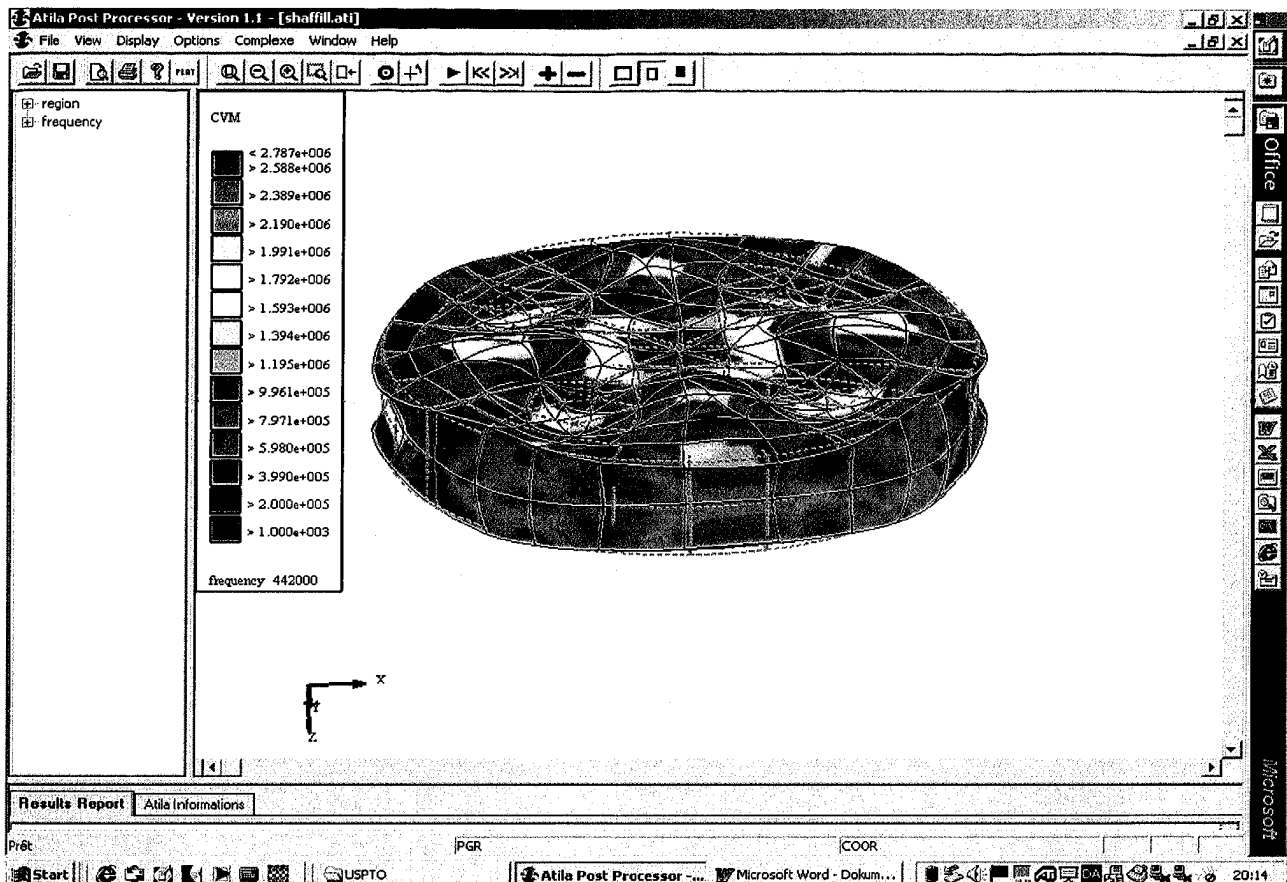 Atila Post Processor - Version 1.1 - [shaffill.ati]
File View Display Options Complexe Window Help
PLOT
region
frequency
CVM
< 2.787e+006
> 2.588e+006
> 2.389e+006
> 2.190e+006
> 1.991e+006
> 1.792e+006
> 1.593e+006
> 1.394e+006
> 1.195e+006
> 9.961e+005
> 7.971e+005
> 5.980e+005
> 3.990e+005
> 2.000e+005
> 1.000e+003
frequency 442000
X
Y
Z
Office
Microsoft
Results Report Atila Informations
Prêt PGR COOR
Start USPTO Atila Post Processor -... Microsoft Word - Dokum... 20:14